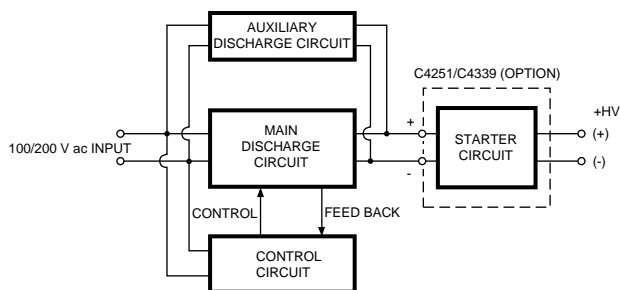 AUXILIARY
DISCHARGE CIRCUIT
C4251/C4339 (OPTION)
100/200 V ac INPUT
MAIN
DISCHARGE
CIRCUIT
+
-
STARTER
CIRCUIT
+HV
(+)
(-)
CONTROL
FEED BACK
CONTROL
CIRCUIT